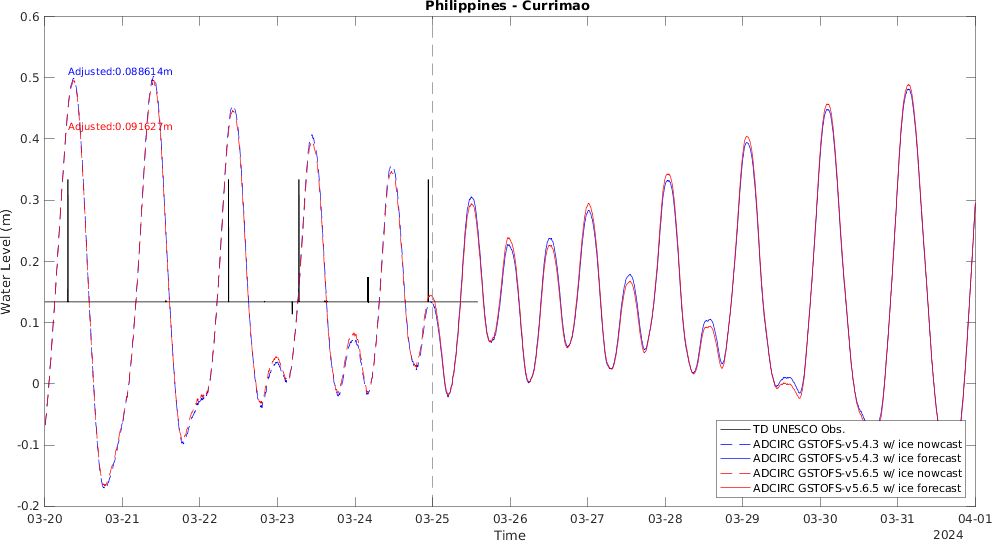 Philippines - Currimao
0.6
0.5
0.4
0.3
0.2
0.1
0
-0.1
-0.2
Water Level (m)
Adjusted:0.088614m
Adjusted:0.091627m
TD UNESCO Obs.
ADCIRC GSTOFS-v5.4.3 w/ ice nowcast
ADCIRC GSTOFS-v5.4.3 w/ ice forecast
ADCIRC GSTOFS-v5.6.5 w/ ice nowcast
ADCIRC GSTOFS-v5.6.5 w/ ice forecast
03-20 03-21 03-22 03-23 03-24 03-25 03-26 03-27 03-28 03-29 03-30 03-31 04-01
Time
2024